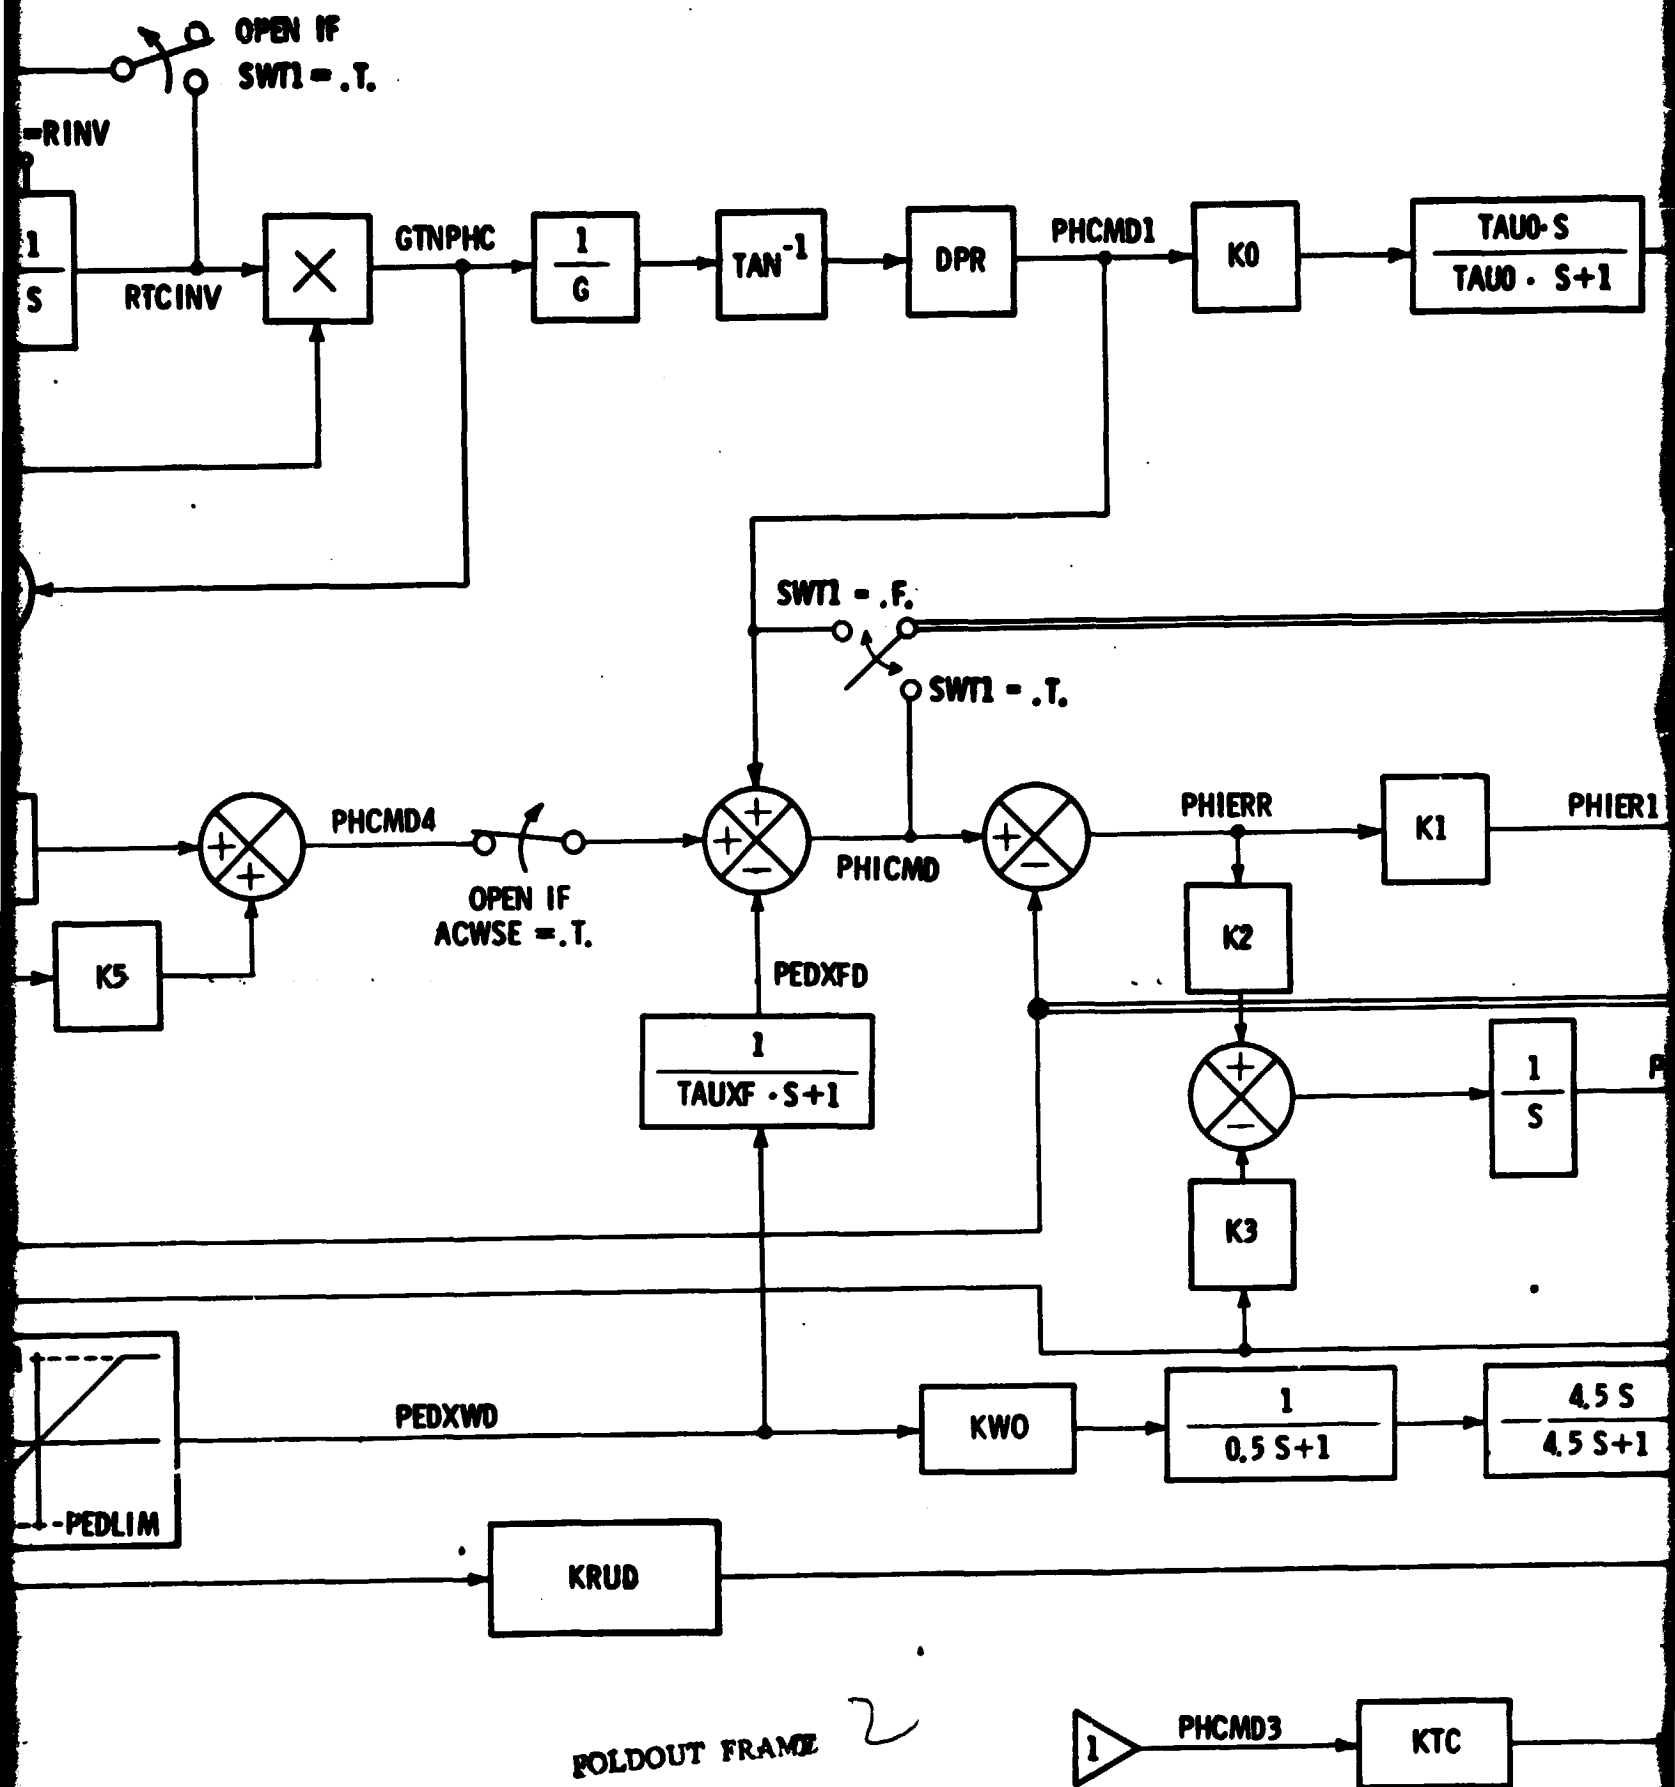 OPEN IF
SWT1 = .T.
=RINV
1
S
RTCINV
GTNPHC
1
G
TAN-1
DPR
PHCMD1
K0
TAU0·S
TAU0 · S+1
SWT1 = .F.
SWT1 = .T.
+
+
PHCMD4
OPEN IF
ACWSE =.T.
+
+
−
PHICMD
+
−
PHIERR
K1
PHIER1
K2
K5
PEDXFD
1
TAUXF · S+1
+
−
1
S
P
K3
PEDXWD
KWO
1
0.5 S+1
4.5 S
4.5 S+1
-PEDLIM
KRUD
FOLDOUT FRAME 2
1
PHCMD3
KTC